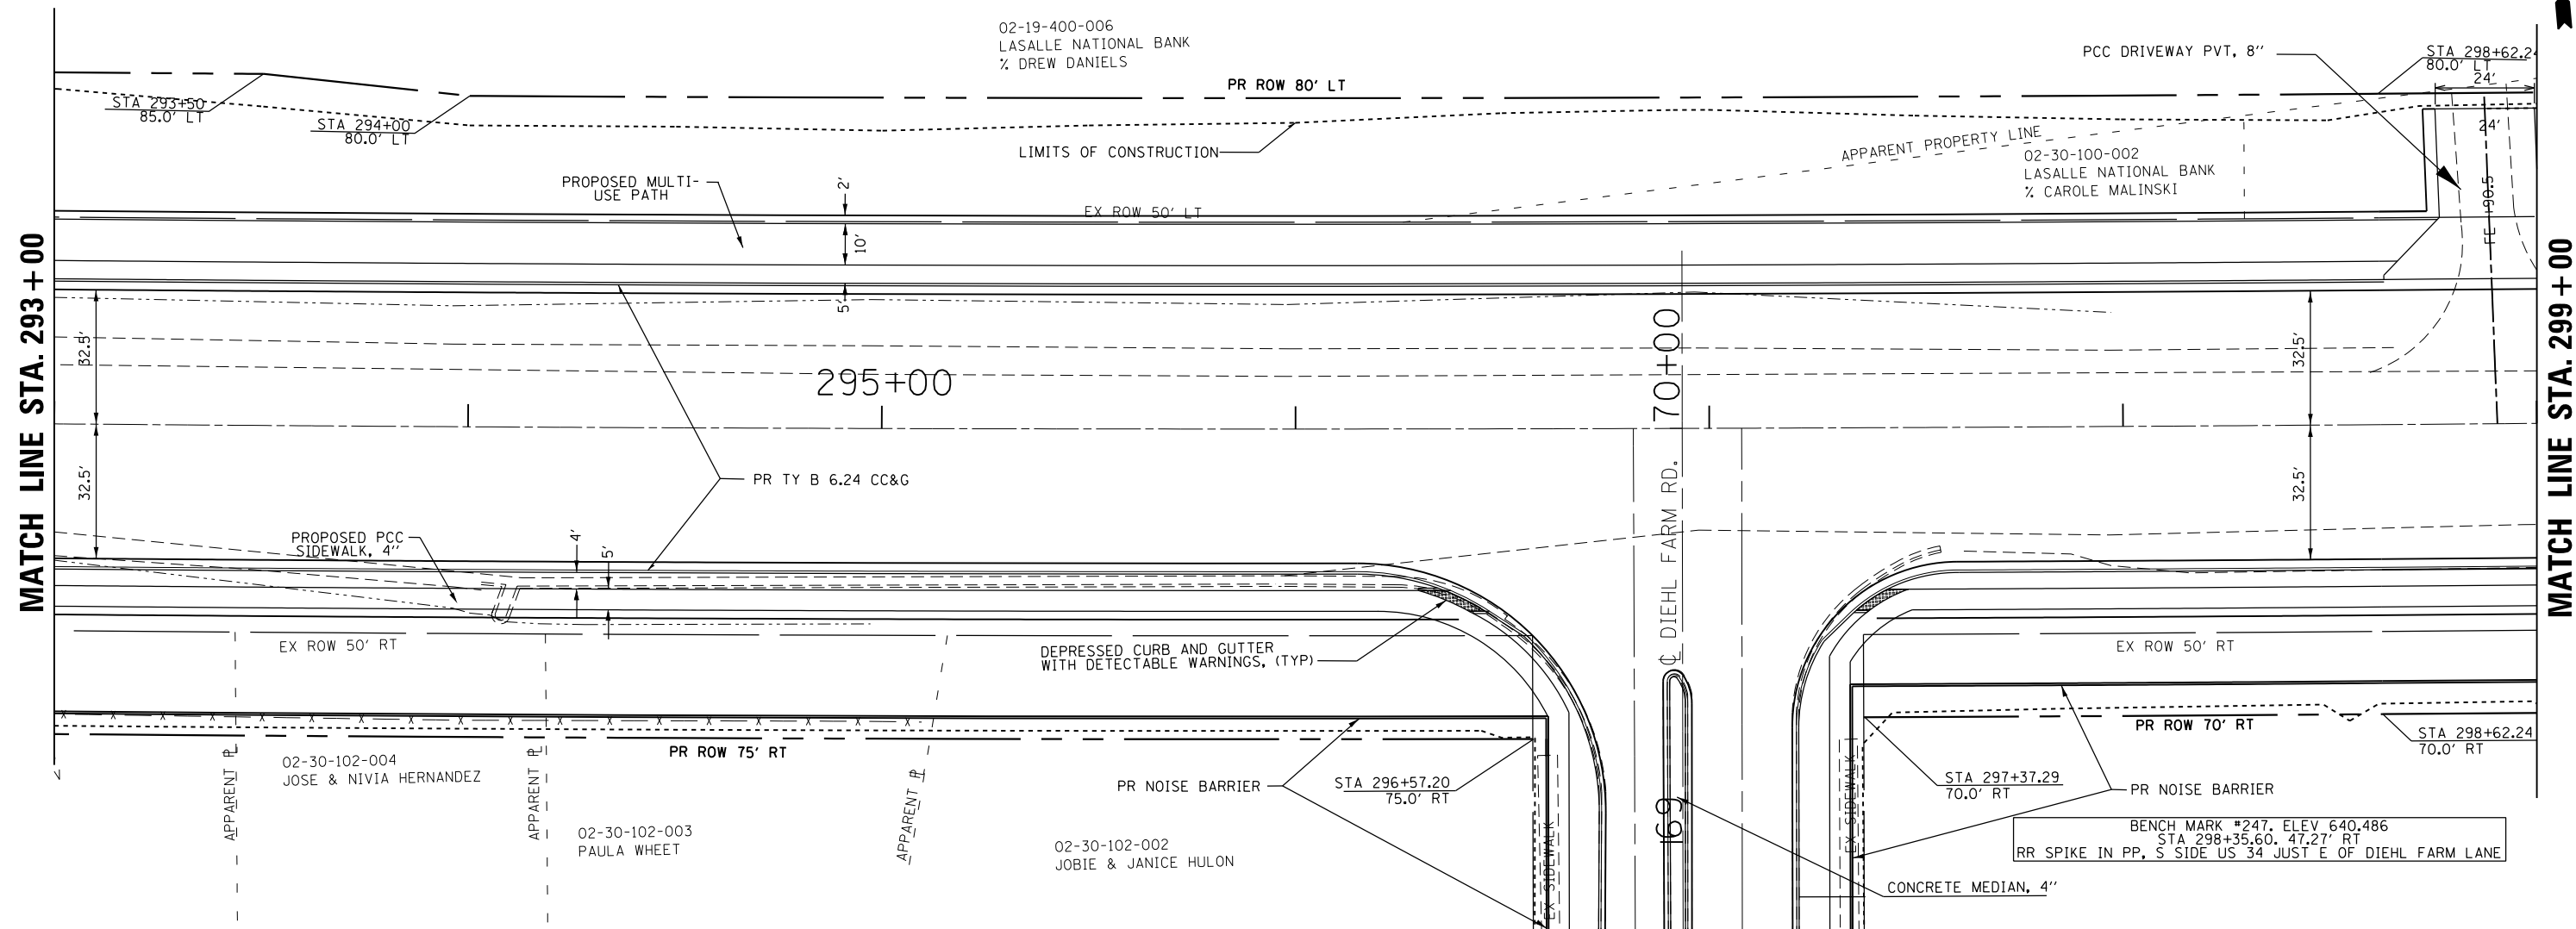 02-19-400-006
LASALLE NATIONAL BANK
% DREW DANIELS
PCC DRIVEWAY PVT, 8"
STA 298+62.24
80.0' LT
24'
PR ROW 80' LT
STA 293+50
85.0' LT
STA 294+00
80.0' LT
LIMITS OF CONSTRUCTION
APPARENT PROPERTY LINE
24'
02-30-100-002
LASALLE NATIONAL BANK
% CAROLE MALINSKI
PROPOSED MULTI-
USE PATH
2'
EX ROW 50' LT
10'
5'
FE +90.5
MATCH LINE STA. 293+00
MATCH LINE STA. 299+00
32.5'
32.5'
295+00
70+00
32.5'
32.5'
PR TY B 6.24 CC&G
℄ DIEHL FARM RD.
PROPOSED PCC
SIDEWALK, 4"
4'
5'
EX ROW 50' RT
DEPRESSED CURB AND GUTTER
WITH DETECTABLE WARNINGS, (TYP)
EX ROW 50' RT
PR ROW 75' RT
PR ROW 70' RT
STA 298+62.24
70.0' RT
APPARENT PL
02-30-102-004
JOSE & NIVIA HERNANDEZ
APPARENT PL
02-30-102-003
PAULA WHEET
APPARENT PL
02-30-102-002
JOBIE & JANICE HULON
PR NOISE BARRIER
STA 296+57.20
75.0' RT
EX SIDEWALK
169
EX SIDEWALK
STA 297+37.29
70.0' RT
PR NOISE BARRIER
BENCH MARK #247, ELEV 640.486
STA 298+35.60, 47.27' RT
RR SPIKE IN PP, S SIDE US 34 JUST E OF DIEHL FARM LANE
CONCRETE MEDIAN, 4"